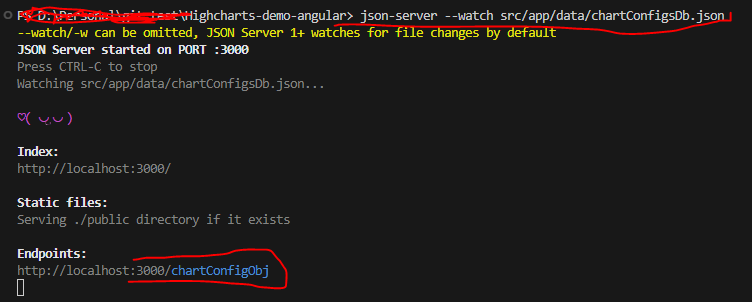 PS D:\Personal\git-test\Highcharts-demo-angular> json-server --watch src/app/data/chartConfigsDb.json
--watch/-w can be omitted, JSON Server 1+ watches for file changes by default
JSON Server started on PORT :3000
Press CTRL-C to stop
Watching src/app/data/chartConfigsDb.json...
♡( ◡‿◡ )
Index:
http://localhost:3000/
Static files:
Serving ./public directory if it exists
Endpoints:
http://localhost:3000/chartConfigObj